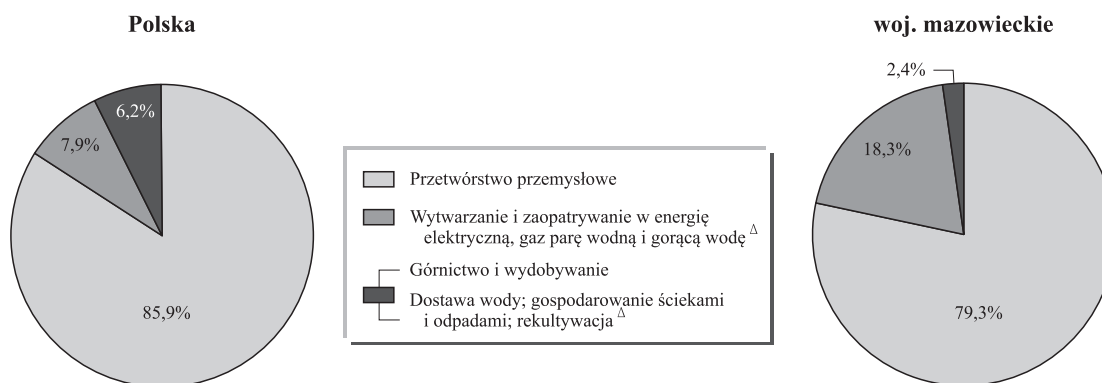 Polska
6,2%
7,9%
85,9%
Przetwórstwo przemysłowe
Wytwarzanie i zaopatrywanie w energię
elektryczną, gaz parę wodną i gorącą wodę Δ
Górnictwo i wydobywanie
Dostawa wody; gospodarowanie ściekami
i odpadami; rekultywacja Δ
woj. mazowieckie
2,4%
18,3%
79,3%